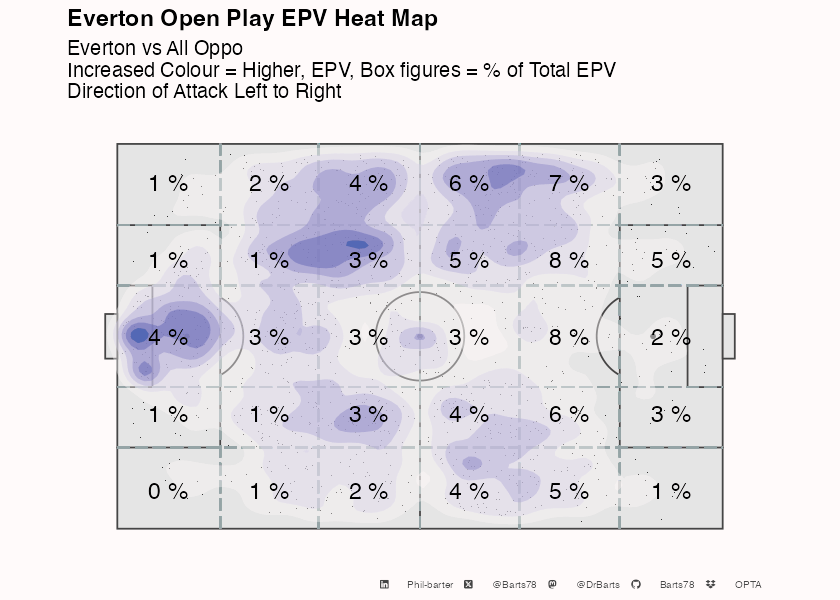 Everton Open Play EPV Heat Map
Everton vs All Oppo
Increased Colour = Higher, EPV, Box figures = % of Total EPV
Direction of Attack Left to Right
1 % 2 % 4 % 6 % 7 % 3 %
1 % 1 % 3 % 5 % 8 % 5 %
4 % 3 % 3 % 3 % 8 % 2 %
1 % 1 % 3 % 4 % 6 % 3 %
0 % 1 % 2 % 4 % 5 % 1 %
Phil-barter @Barts78 @DrBarts Barts78 OPTA